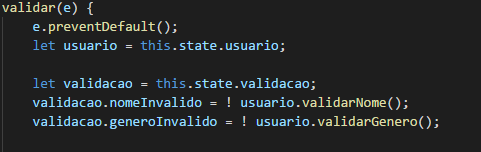 validar(e) {
e.preventDefault();
let usuario = this.state.usuario;
let validacao = this.state.validacao;
validacao.nomeInvalido = ! usuario.validarNome();
validacao.generoInvalido = ! usuario.validarGenero();